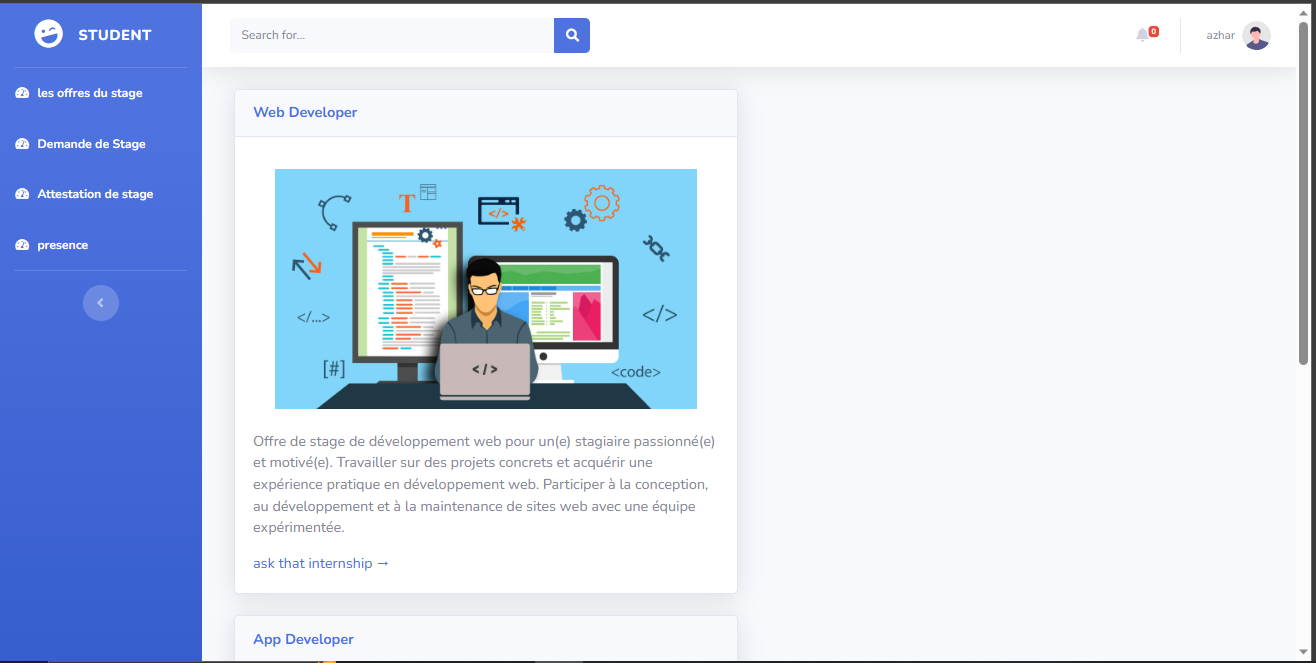 STUDENT
Search for...
0
azhar
les offres du stage
Demande de Stage
Attestation de stage
presence
Web Developer
T
</>
</...>
</>
[#]
</>
<code>
Offre de stage de développement web pour un(e) stagiaire passionné(e)
et motivé(e). Travailler sur des projets concrets et acquérir une
expérience pratique en développement web. Participer à la conception,
au développement et à la maintenance de sites web avec une équipe
expérimentée.
ask that internship →
App Developer